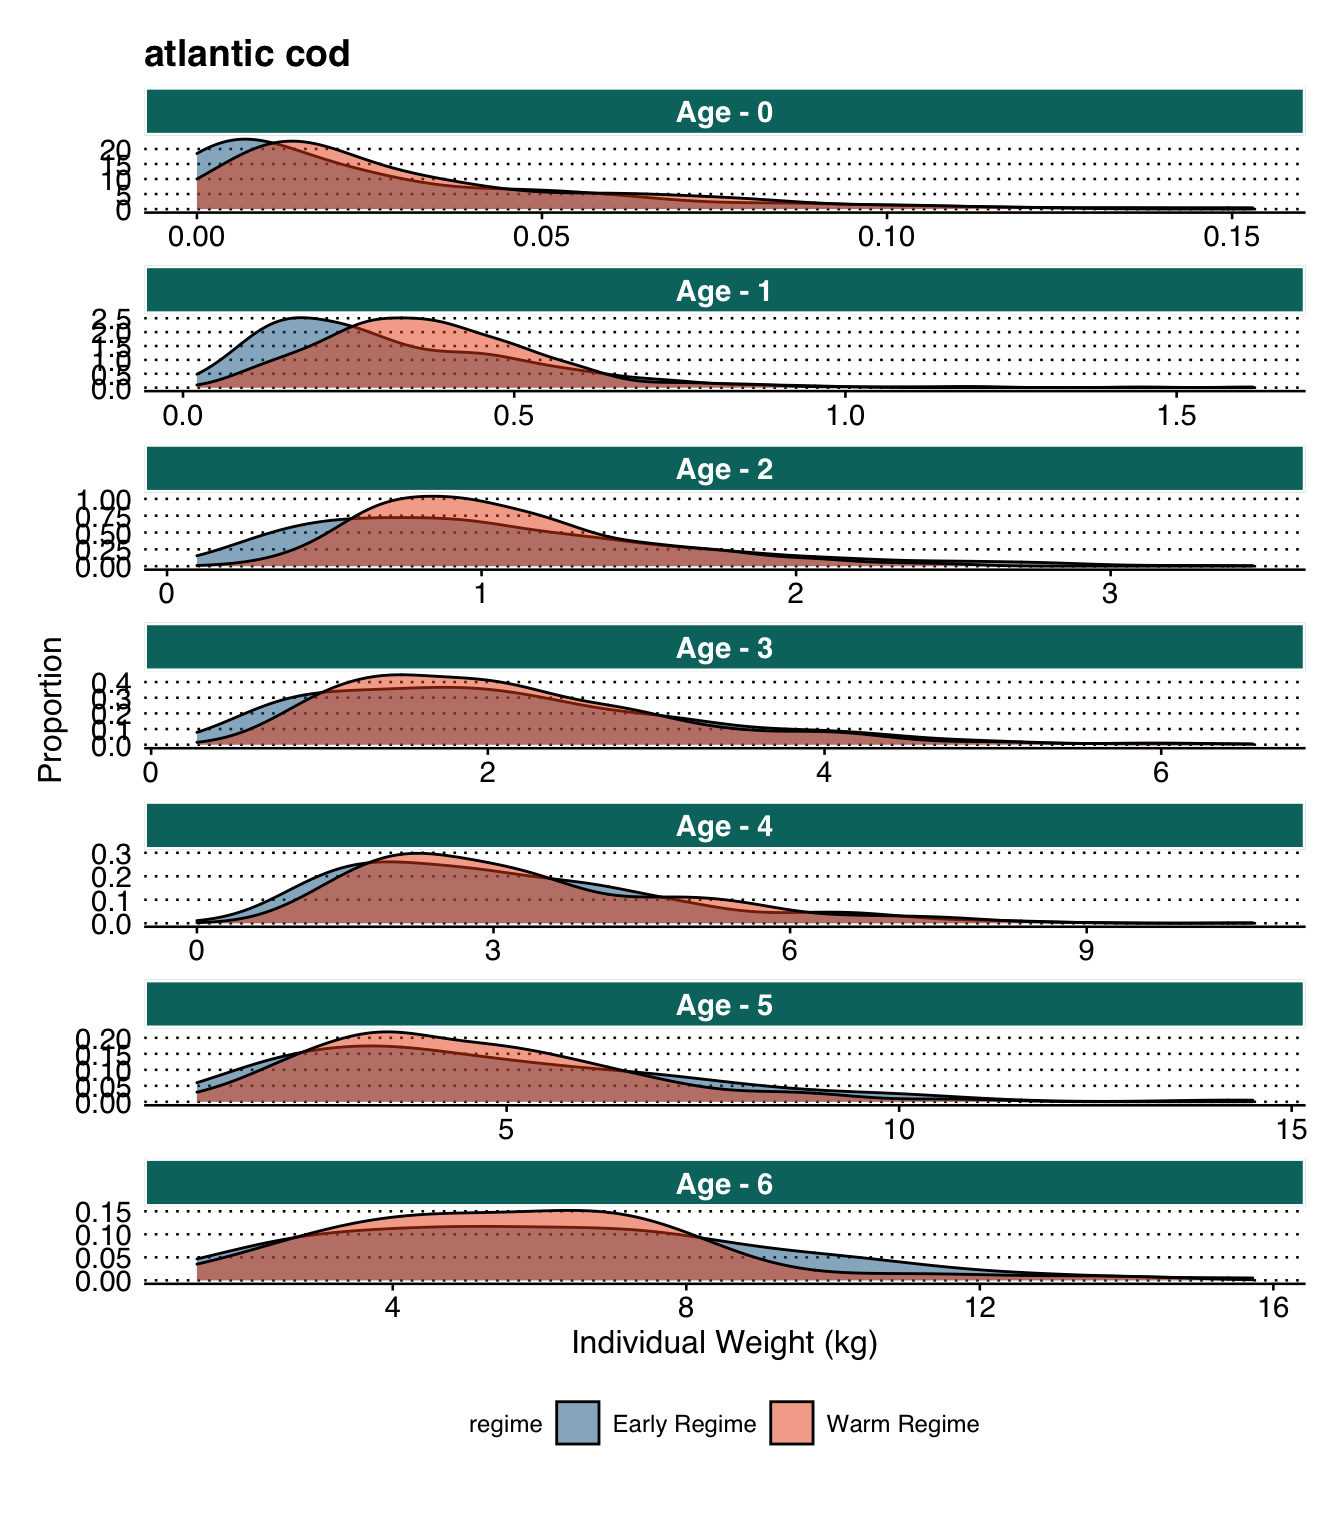 atlantic cod
Age - 0
20
15
10
5
0
0.00 0.05 0.10 0.15
Age - 1
2.5
2.0
1.5
1.0
0.5
0.0
0.0 0.5 1.0 1.5
Age - 2
1.00
0.75
0.50
0.25
0.00
0 1 2 3
Age - 3
0.4
0.3
0.2
0.1
0.0
0 2 4 6
Age - 4
0.3
0.2
0.1
0.0
0 3 6 9
Age - 5
0.20
0.15
0.10
0.05
0.00
5 10 15
Age - 6
0.15
0.10
0.05
0.00
4 8 12 16
Proportion
Individual Weight (kg)
regime Early Regime Warm Regime